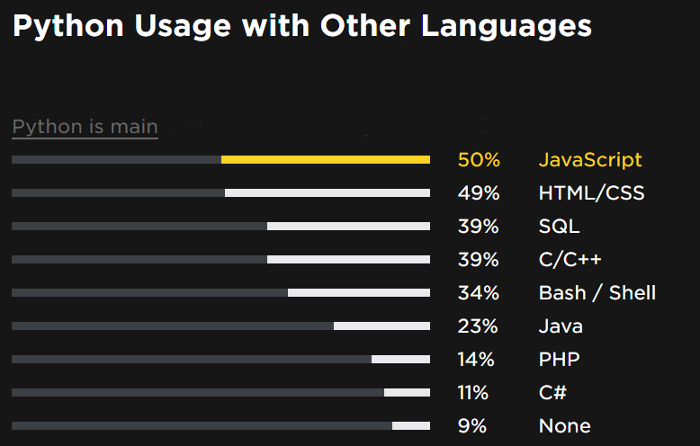 Python Usage with Other Languages
Python is main
50% JavaScript
49% HTML/CSS
39% SQL
39% C/C++
34% Bash / Shell
23% Java
14% PHP
11% C#
9% None